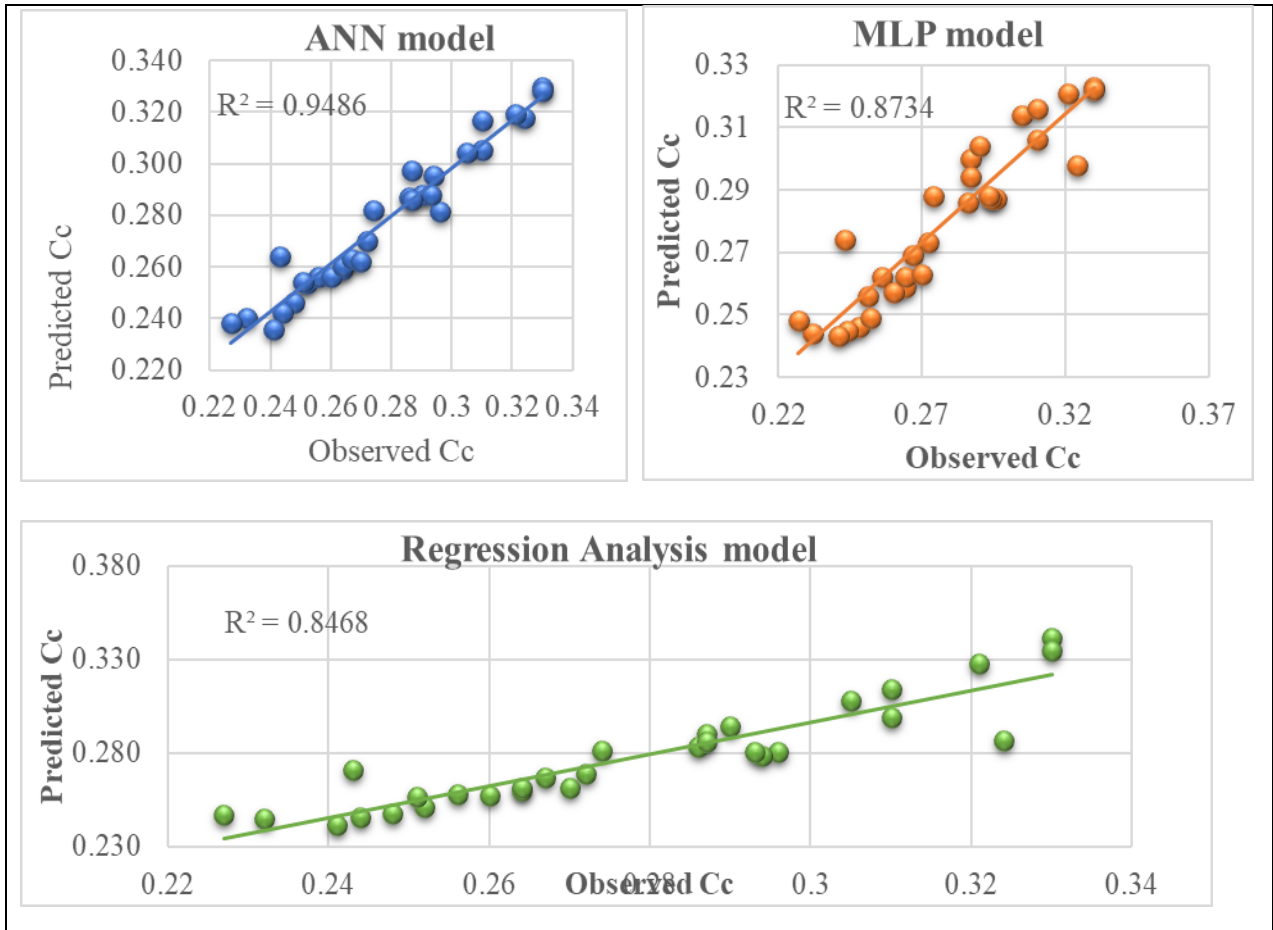 ANN model
0.340
0.320
0.300
0.280
0.260
0.240
0.220
R² = 0.9486
Predicted Cc
0.22 0.24 0.26 0.28 0.3 0.32 0.34
Observed Cc
MLP model
0.33
0.31
0.29
0.27
0.25
0.23
R² = 0.8734
Predicted Cc
0.22 0.27 0.32 0.37
Observed Cc
Regression Analysis model
0.380
0.330
0.280
0.230
R² = 0.8468
Predicted Cc
0.22 0.24 0.26 0.28 0.3 0.32 0.34
Observed Cc